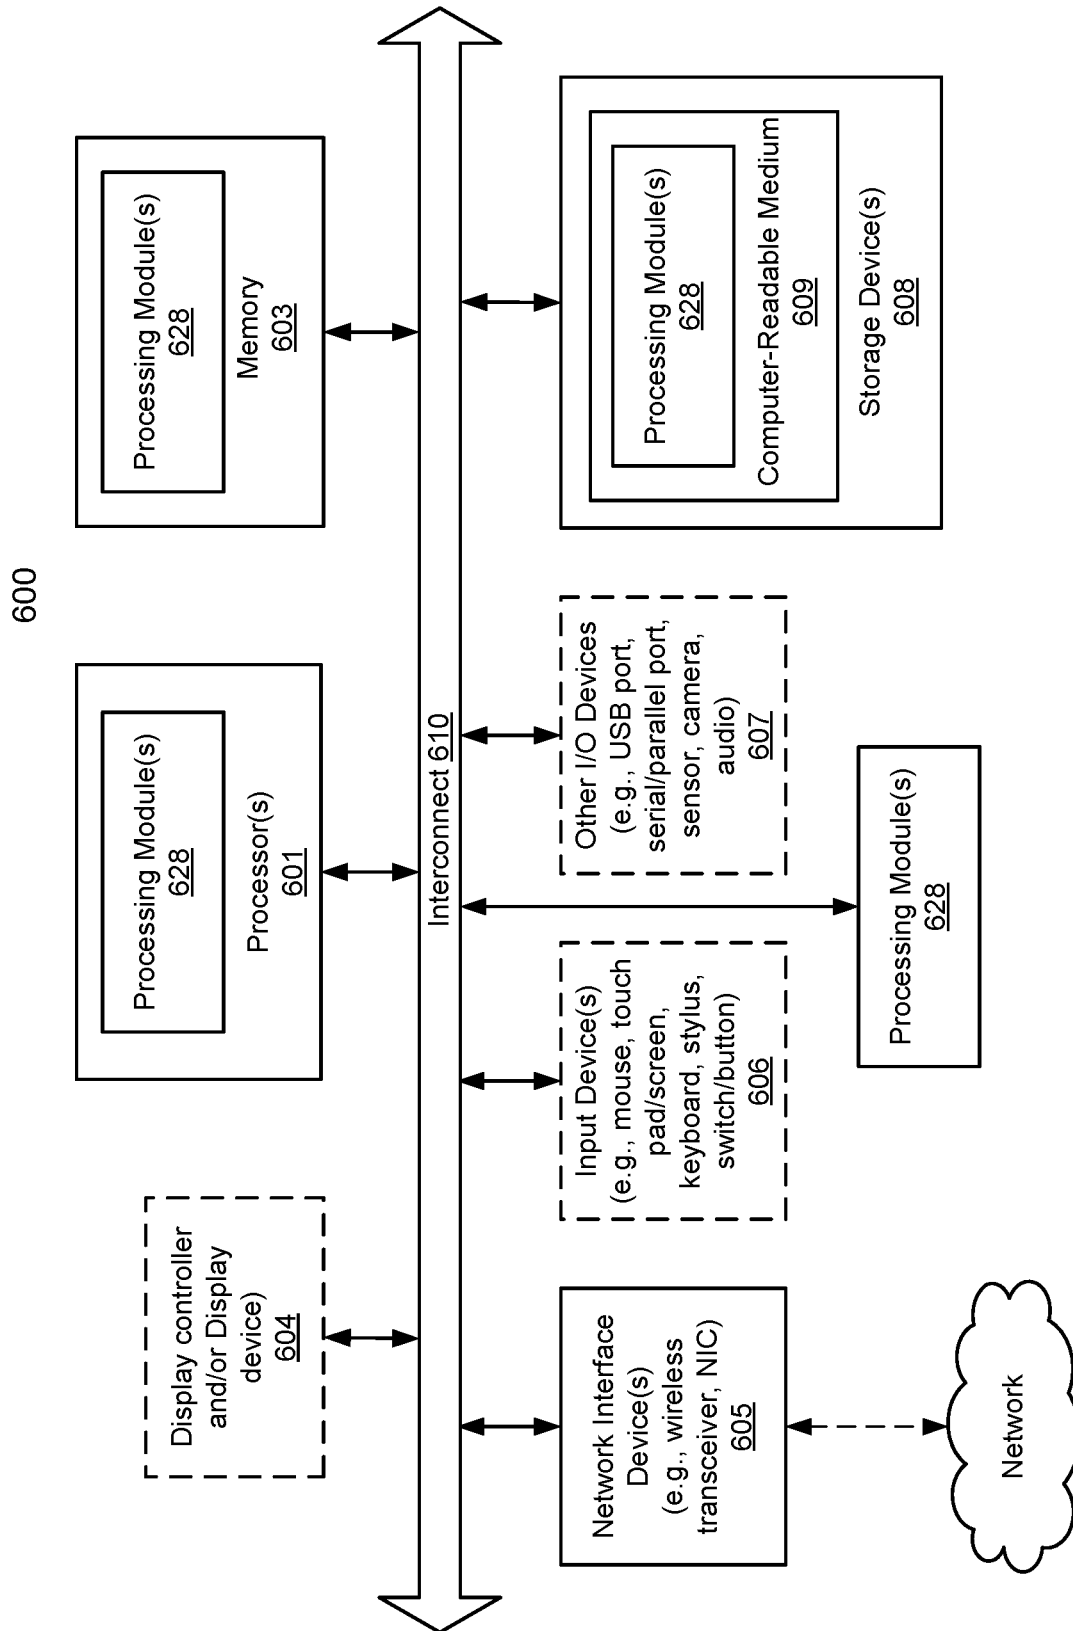 600
Display controller
and/or Display
device)
604
Processing Module(s)
628
Processor(s)
601
Processing Module(s)
628
Memory
603
Interconnect 610
Network Interface
Device(s)
(e.g., wireless
transceiver, NIC)
605
Input Device(s)
(e.g., mouse, touch
pad/screen,
keyboard, stylus,
switch/button)
606
Other I/O Devices
(e.g., USB port,
serial/parallel port,
sensor, camera,
audio)
607
Processing Module(s)
628
Computer-Readable Medium
609
Storage Device(s)
608
Processing Module(s)
628
Network